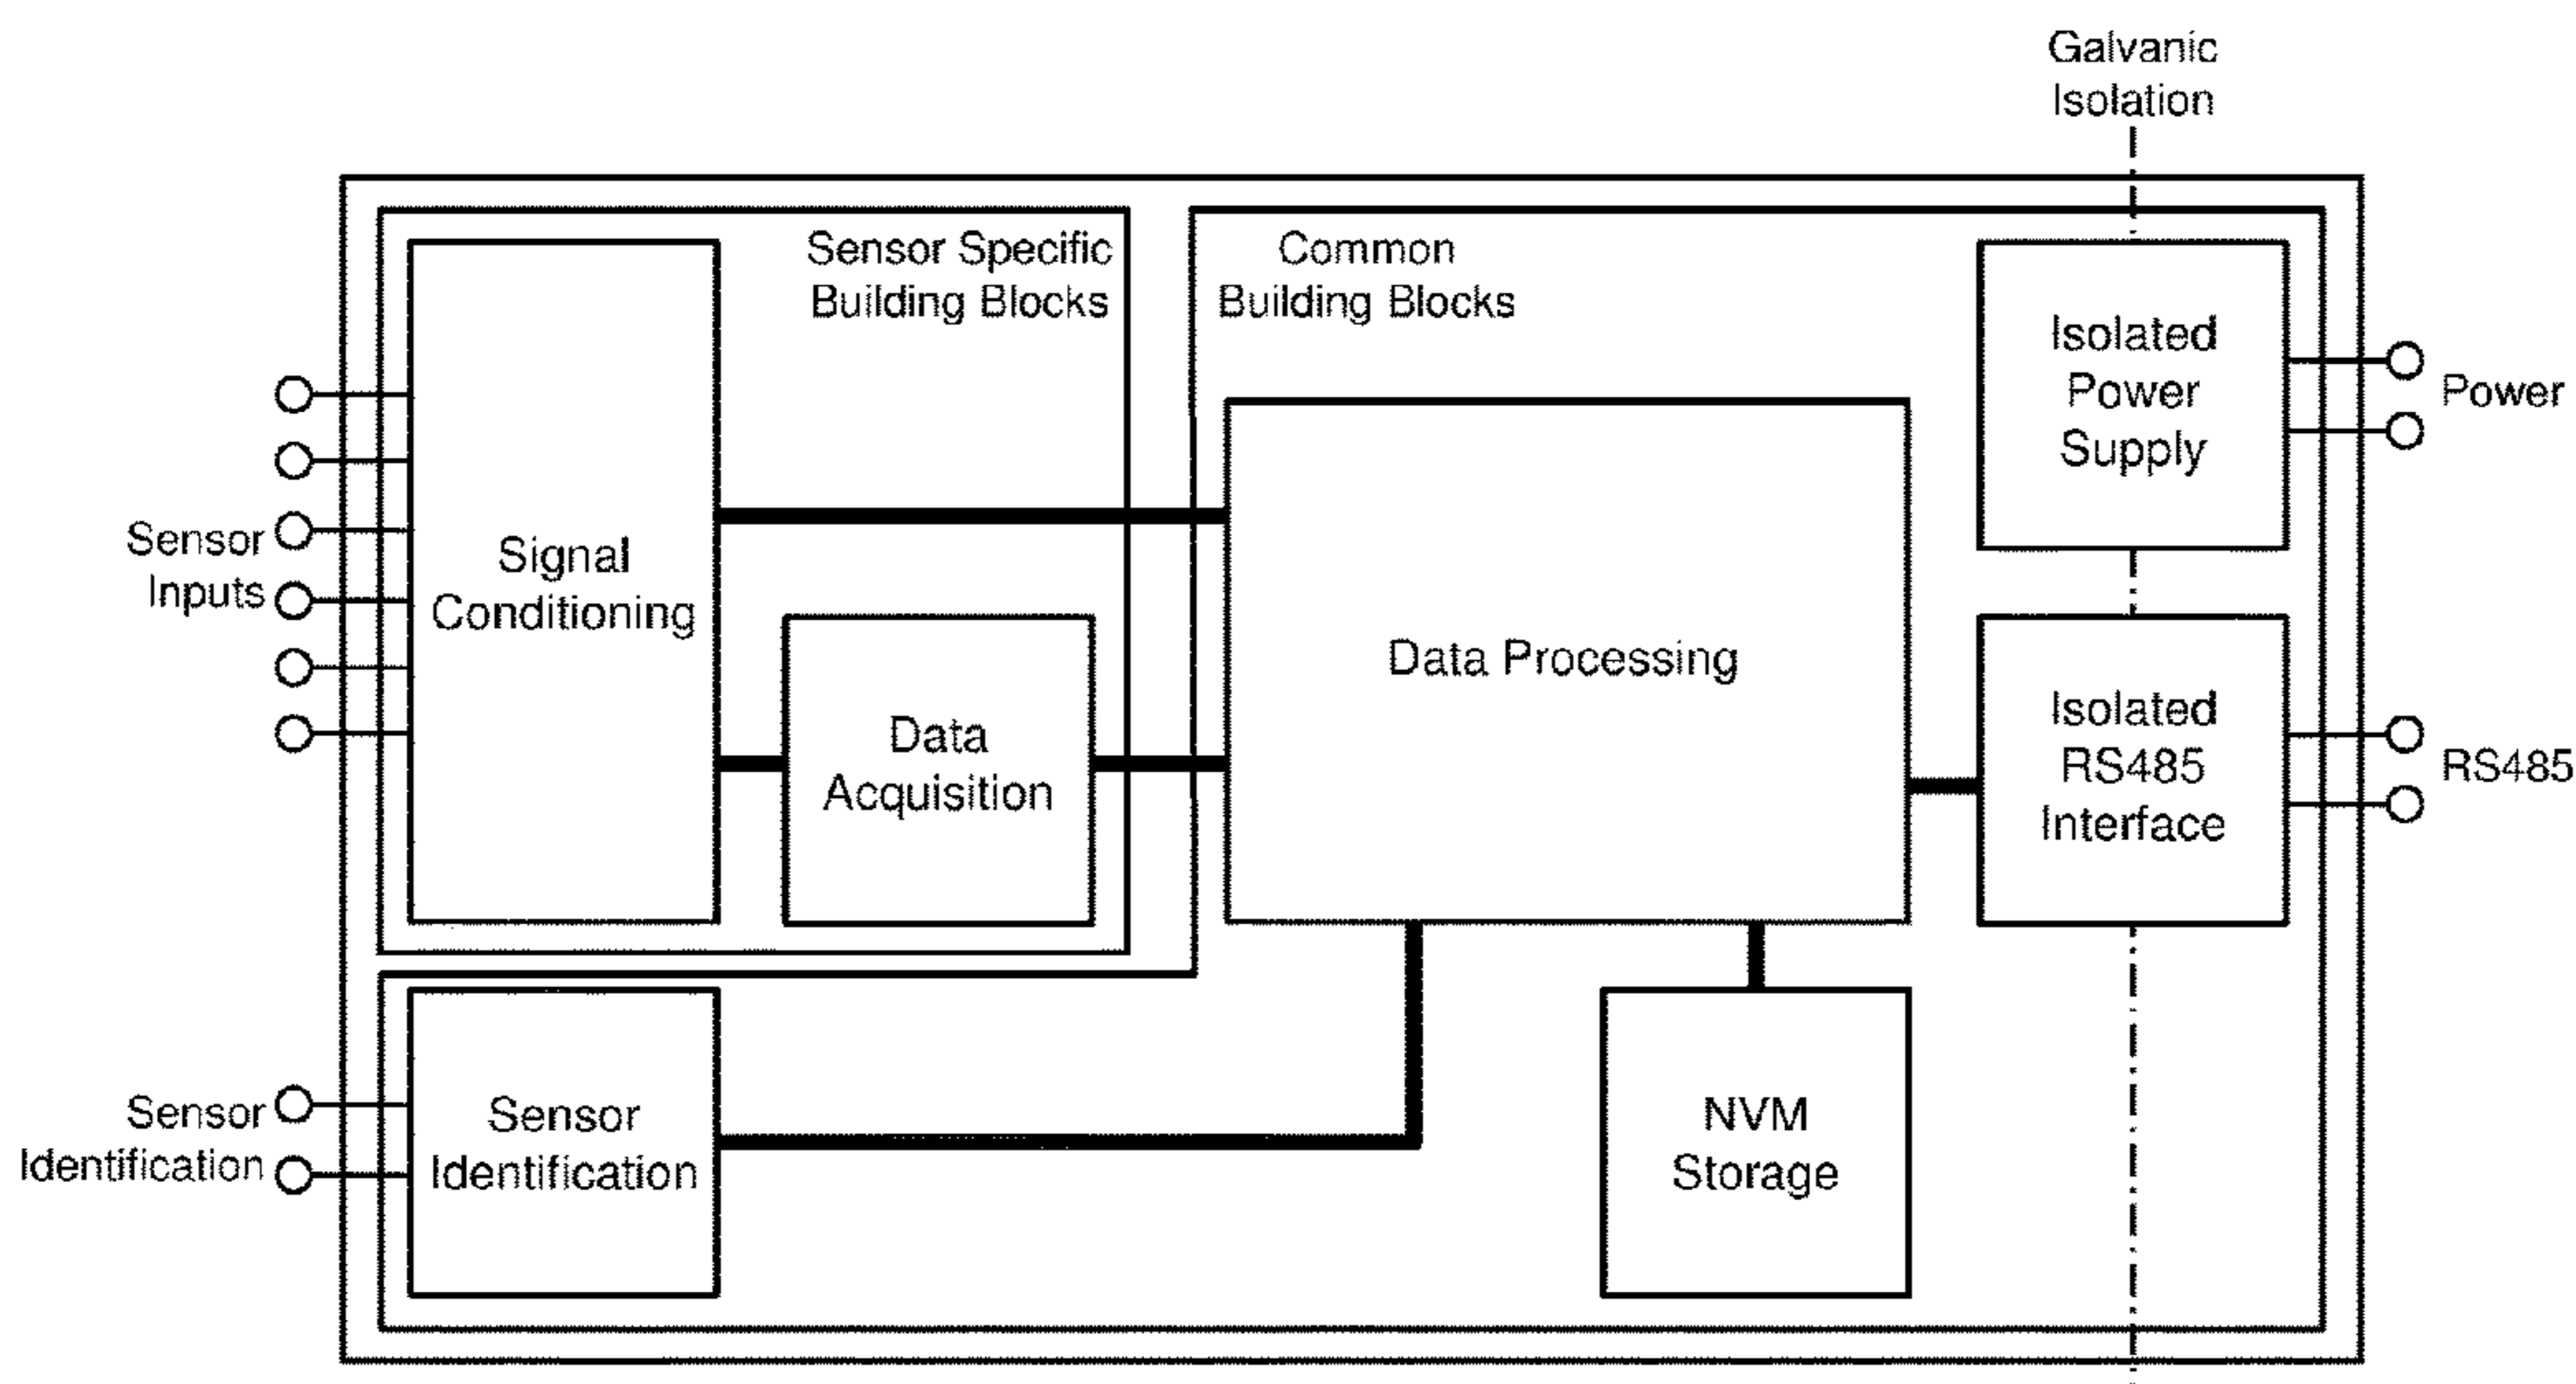 Galvanic
Isolation
Sensor Specific
Building Blocks
Common
Building Blocks
Isolated
Power
Supply
Power
Sensor
Inputs
Signal
Conditioning
Data Processing
Data
Acquisition
Isolated
RS485
Interface
RS485
Sensor
Identification
Sensor
Identification
NVM
Storage